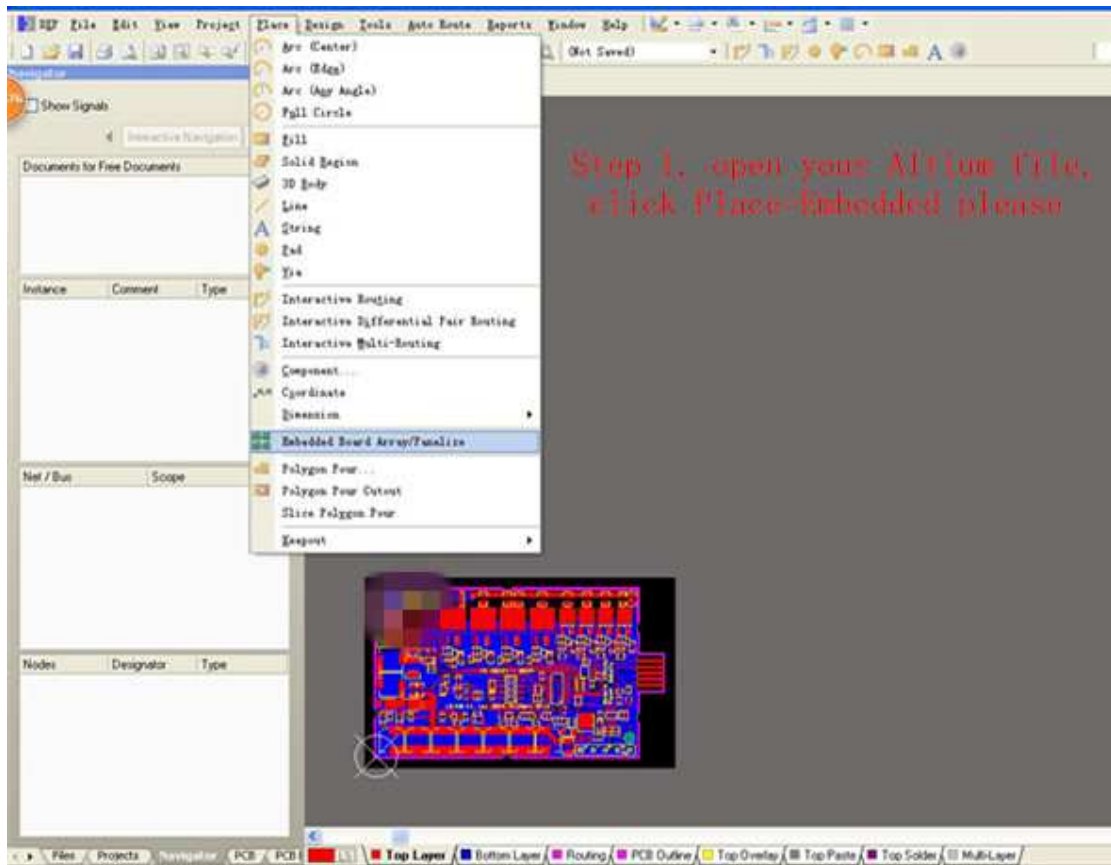 DXP File Edit View Project Place Design Tools Auto Route Reports Window Help
(Not Saved)
Navigator
Show Signals
Interactive Navigation
Documents for Free Documents
Instance Comment Type
Net / Bus Scope
Nodes Designator Type
Arc (Center)
Arc (Edge)
Arc (Any Angle)
Full Circle
Fill
Solid Region
3D Body
Line
String
Pad
Via
Interactive Routing
Interactive Differential Pair Routing
Interactive Multi-Routing
Component...
Coordinate
Dimension
Embedded Board Array/Panelize
Polygon Pour...
Polygon Pour Cutout
Slice Polygon Pour
Keepout
Step 1, open your Altium file,
click Place-Embedded please
Files Projects Navigator PCB PCB
LS Top Layer Bottom Layer Routing PCB Outline Top Overlay Top Paste Top Solder Multi-Layer